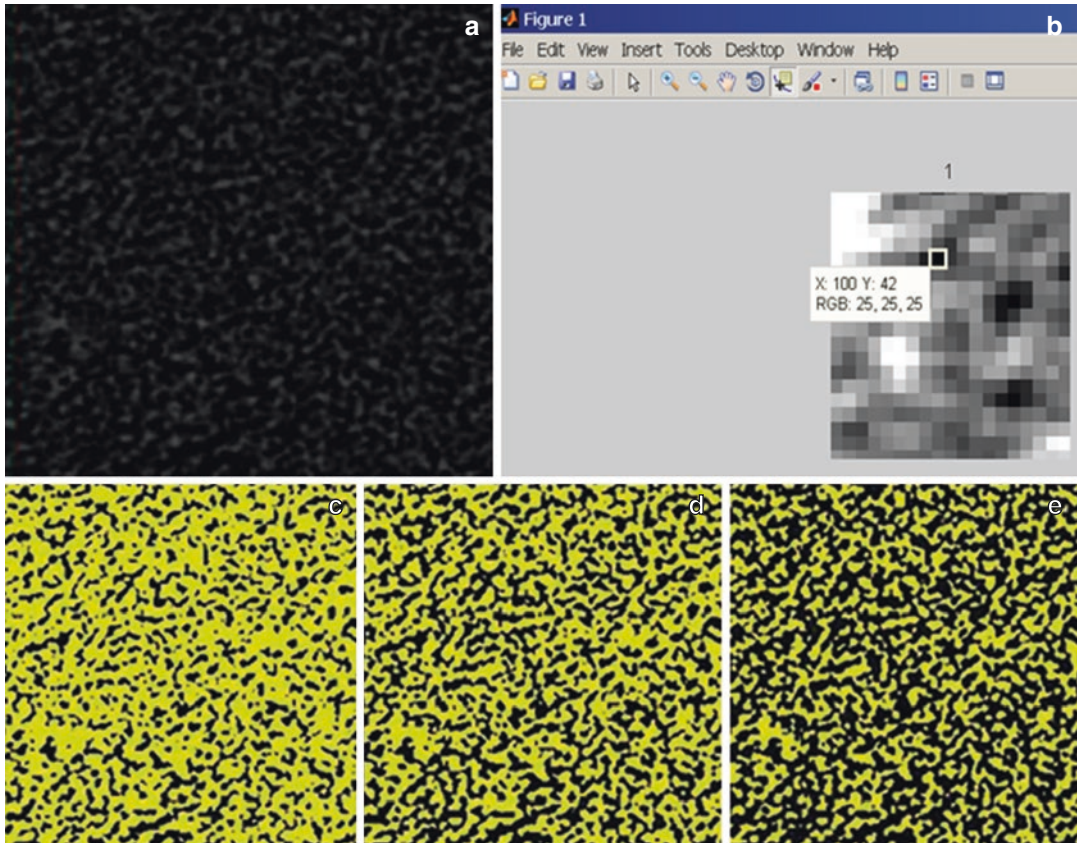 a
Figure 1
b
File Edit View Insert Tools Desktop Window Help
1
X: 100 Y: 42
RGB: 25, 25, 25
c
d
e